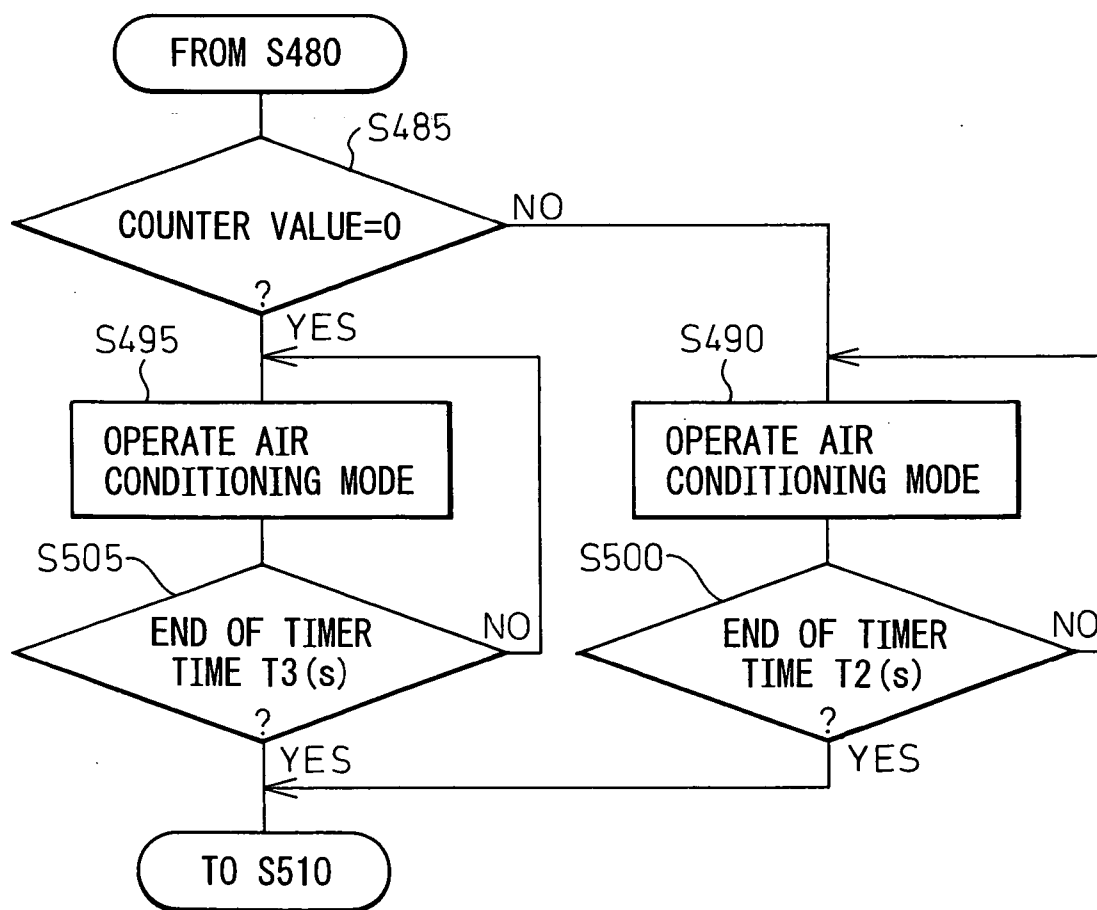 FROM S480
S485
COUNTER VALUE=0
?
NO
YES
S495
OPERATE AIR
CONDITIONING MODE
S490
OPERATE AIR
CONDITIONING MODE
S505
END OF TIMER
TIME T3(s)
?
NO
YES
S500
END OF TIMER
TIME T2(s)
?
NO
YES
TO S510